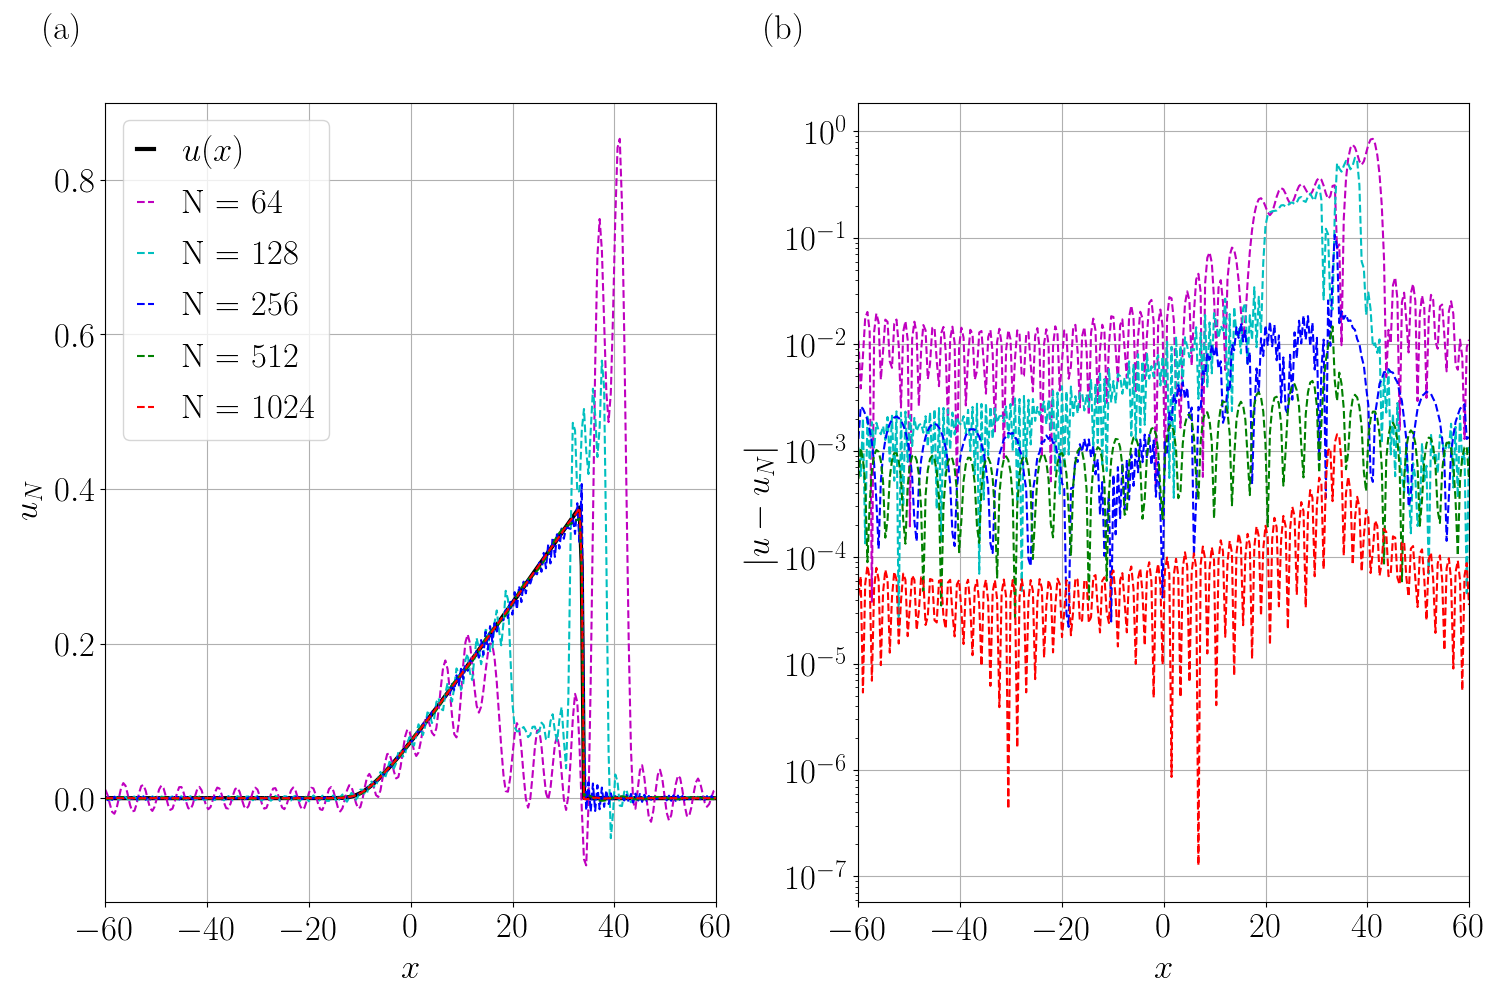 (a)
u(x)
N = 64
N = 128
N = 256
N = 512
N = 1024
0.8
0.6
0.4
0.2
0.0
u_N
−60 −40 −20 0 20 40 60
x
(b)
10^0
10^−1
10^−2
10^−3
10^−4
10^−5
10^−6
10^−7
|u − u_N|
−60 −40 −20 0 20 40 60
x